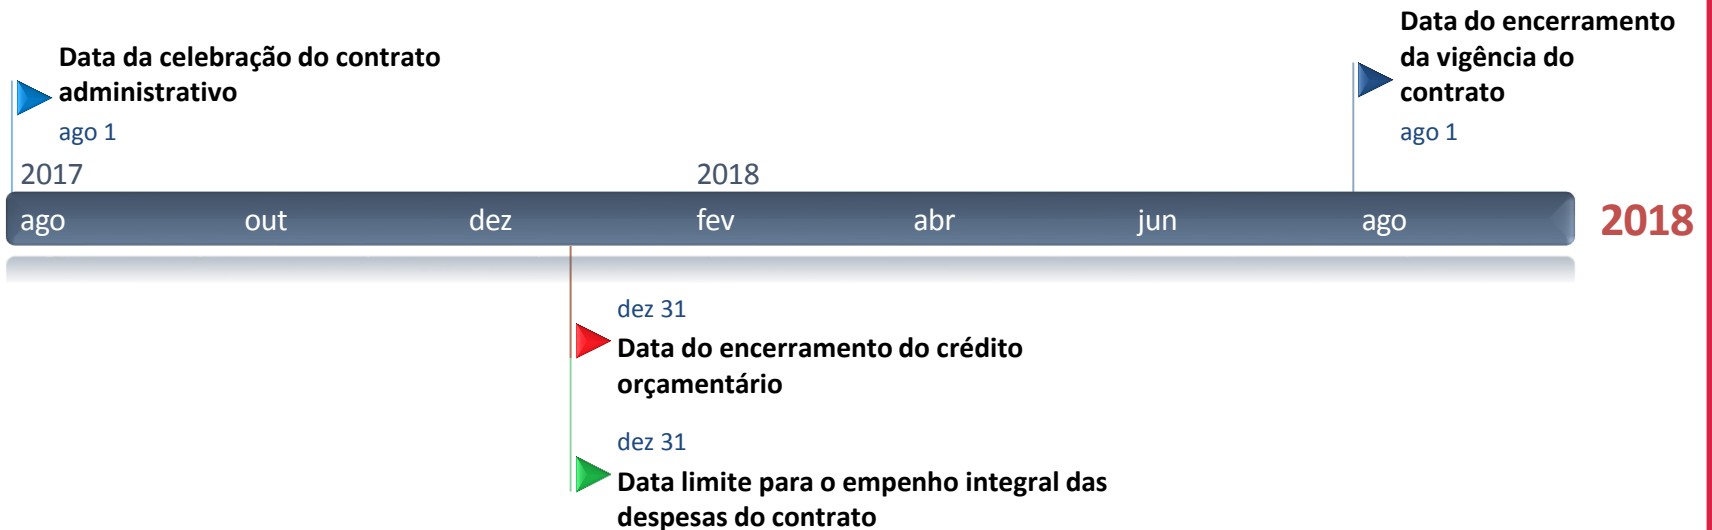 Data da celebração do contrato
administrativo
ago 1
Data do encerramento
da vigência do
contrato
ago 1
2017
2018
ago
out
dez
fev
abr
jun
ago
2018
dez 31
Data do encerramento do crédito
orçamentário
dez 31
Data limite para o empenho integral das
despesas do contrato